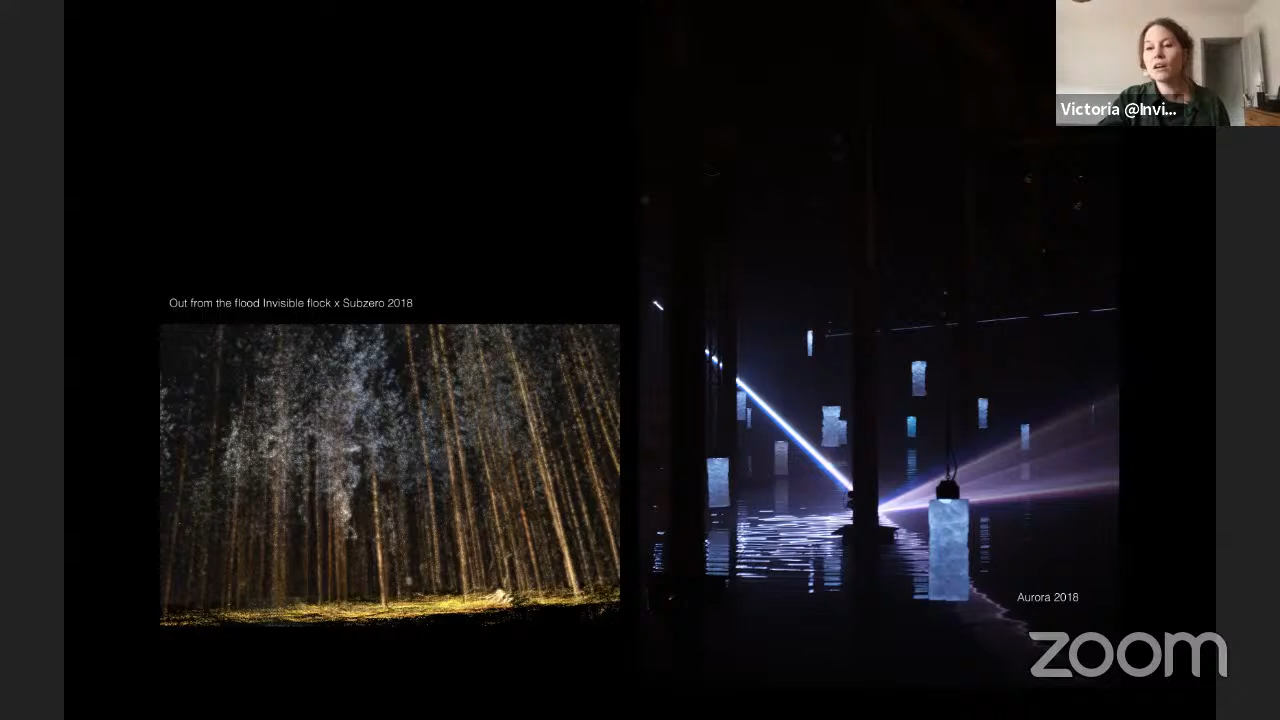 Victoria @Invi...
Out from the flood Invisible flock x Subzero 2018
Aurora 2018
zoom